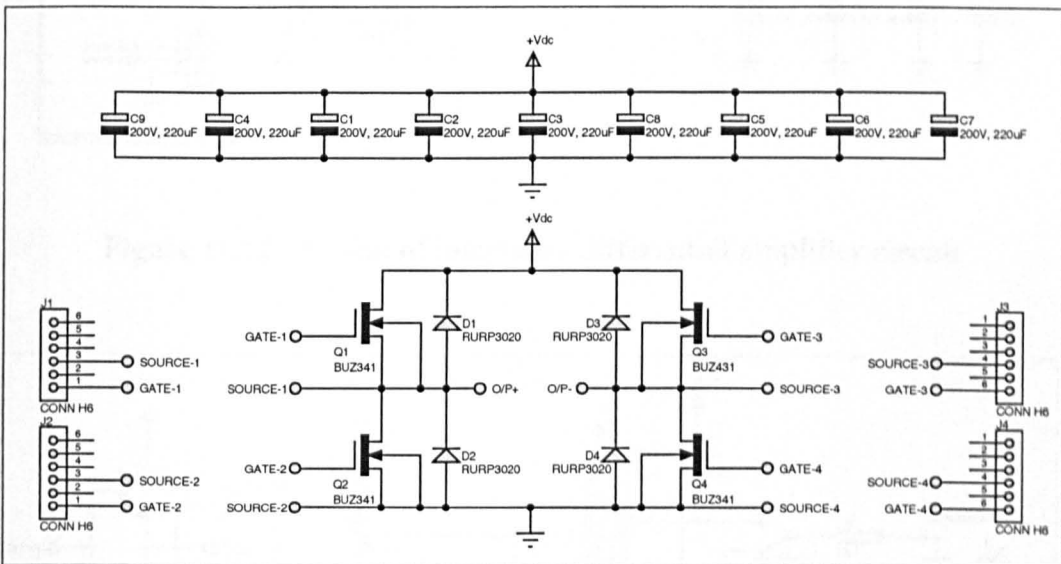 +Vdc
C9
200V, 220uF
C4
200V, 220uF
C1
200V, 220uF
C2
200V, 220uF
C3
200V, 220uF
C8
200V, 220uF
C5
200V, 220uF
C6
200V, 220uF
C7
200V, 220uF
+Vdc
J1
6
5
4
3
2
1
SOURCE-1
GATE-1
CONN H6
J2
6
5
4
3
2
1
SOURCE-2
GATE-2
CONN H6
GATE-1
Q1
BUZ341
D1
RURP3020
SOURCE-1
O/P+
GATE-2
Q2
BUZ341
D2
RURP3020
SOURCE-2
D3
RURP3020
GATE-3
Q3
BUZ431
O/P-
SOURCE-3
D4
RURP3020
GATE-4
Q4
BUZ341
SOURCE-4
J3
1
2
3
4
5
6
SOURCE-3
GATE-3
CONN H6
J4
1
2
3
4
5
6
SOURCE-4
GATE-4
CONN H6